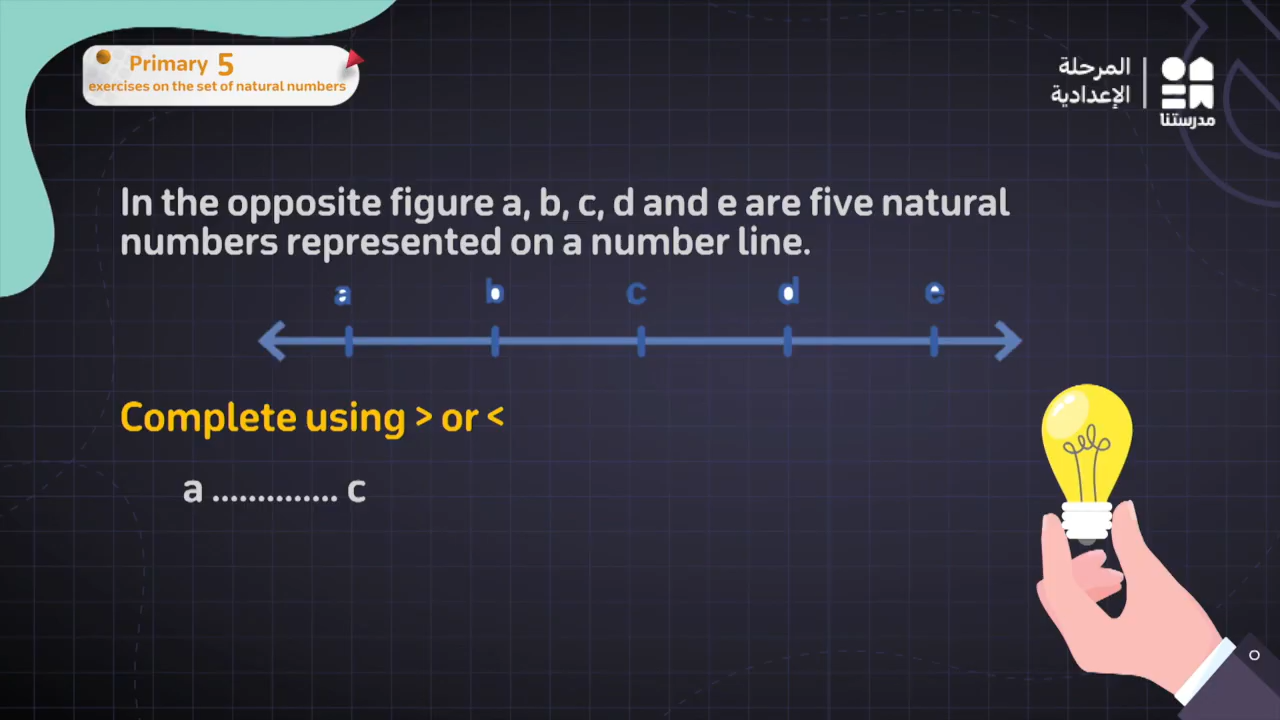 Primary 5
exercises on the set of natural numbers
المرحلة
الإعدادية
مدرستنا
In the opposite figure a, b, c, d and e are five natural
numbers represented on a number line.
a b c d e
Complete using > or <
a .............. c